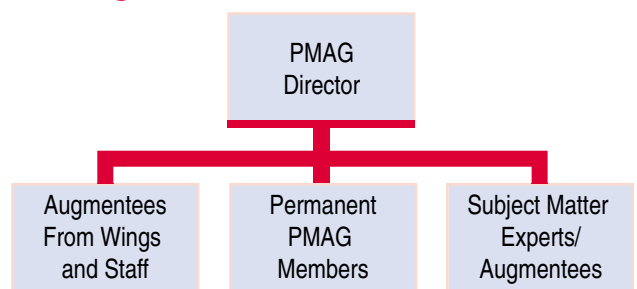 PMAG
Director
Augmentees
From Wings
and Staff
Permanent
PMAG
Members
Subject Matter
Experts/
Augmentees